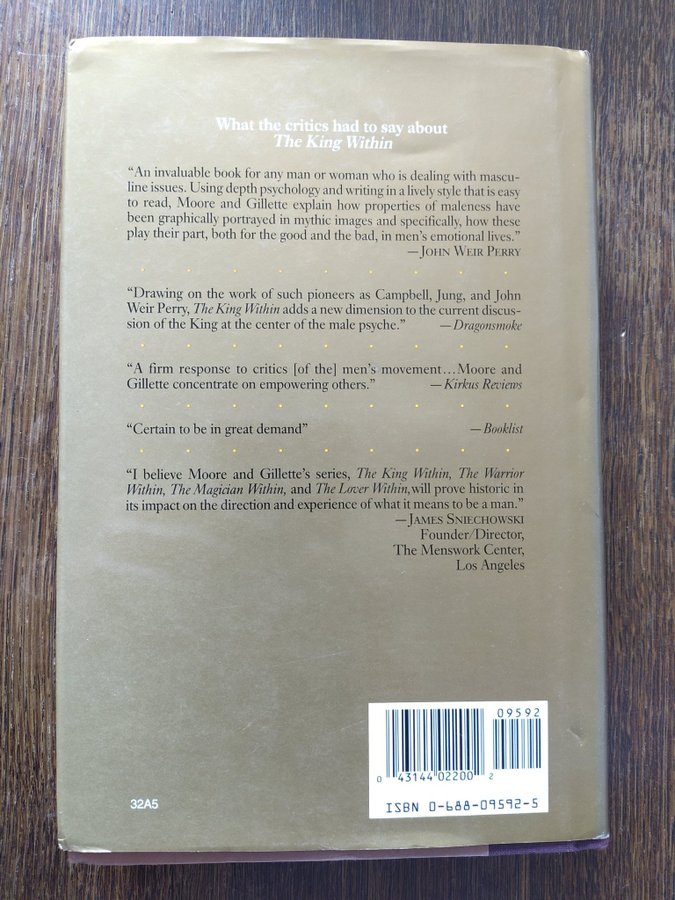 What the critics had to say about
The King Within
“An invaluable book for any man or woman who is dealing with mascu-
line issues. Using depth psychology and writing in a lively style that is easy
to read, Moore and Gillette explain how properties of maleness have
been graphically portrayed in mythic images and specifically, how these
play their part, both for the good and the bad, in men’s emotional lives.”
—JOHN WEIR PERRY
“Drawing on the work of such pioneers as Campbell, Jung, and John
Weir Perry, The King Within adds a new dimension to the current discus-
sion of the King at the center of the male psyche.” —Dragonsmoke
“A firm response to critics [of the] men’s movement…Moore and
Gillette concentrate on empowering others.” —Kirkus Reviews
“Certain to be in great demand” —Booklist
“I believe Moore and Gillette’s series, The King Within, The Warrior
Within, The Magician Within, and The Lover Within,will prove historic in
its impact on the direction and experience of what it means to be a man.”
—JAMES SNIECHOWSKI
Founder/Director,
The Menswork Center,
Los Angeles
09592
0 43144 02200 2
ISBN 0-688-09592-5
32A5